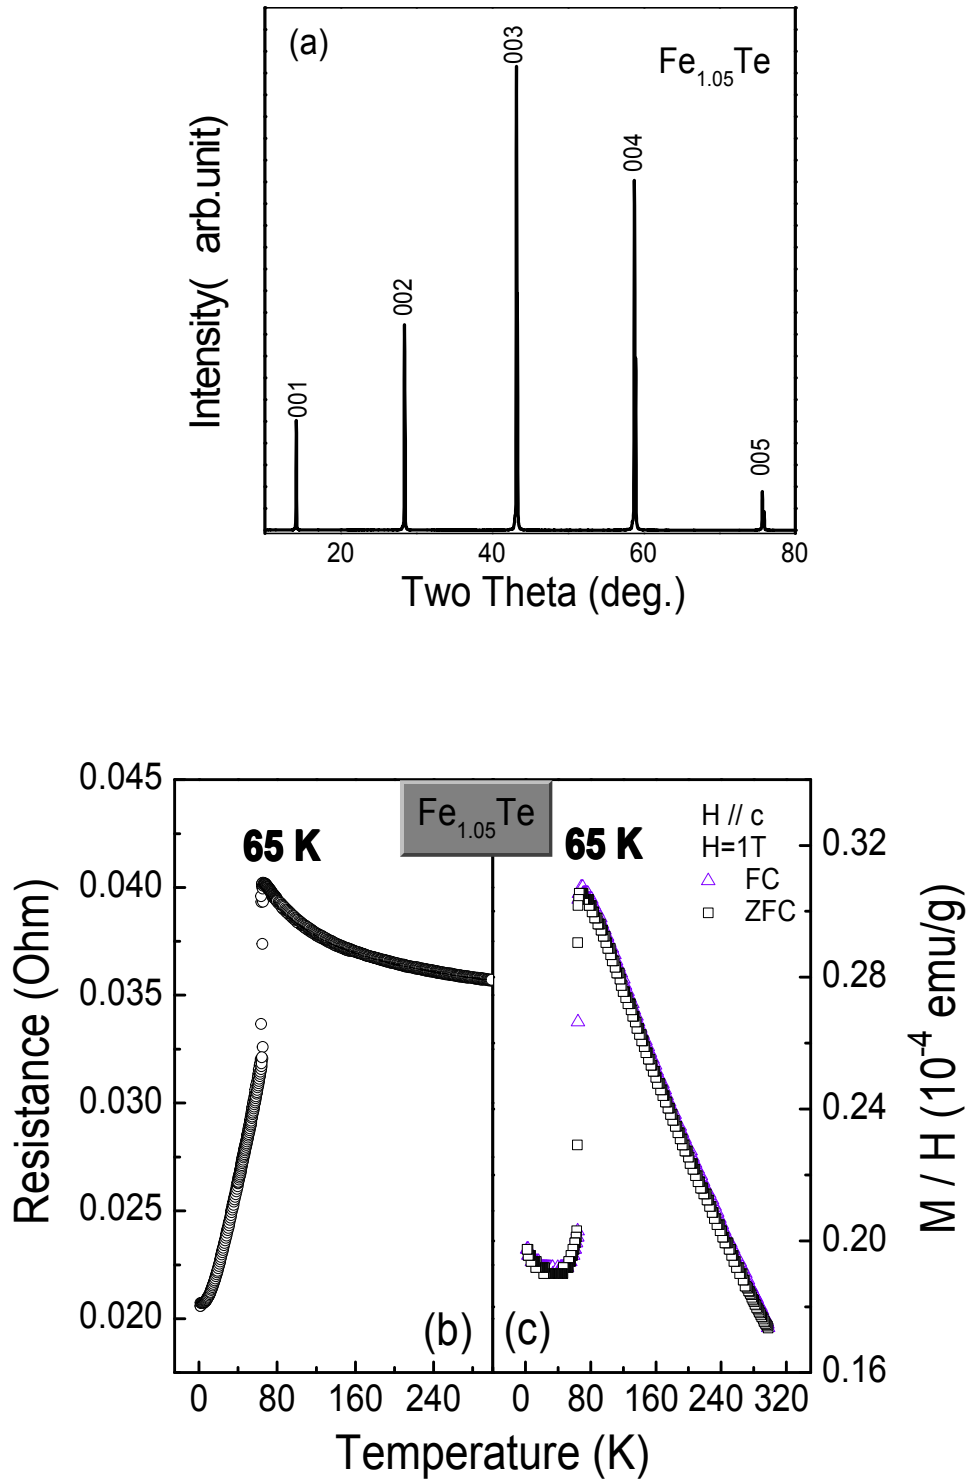 (a)
Fe1.05Te
001
002
003
004
005
Intensity( arb.unit)
20 40 60 80
Two Theta (deg.)
0.045
0.040
0.035
0.030
0.025
0.020
Resistance (Ohm)
Fe1.05Te
65 K
(b)
0 80 160 240
65 K
H // c
H=1T
FC
ZFC
(c)
0 80 160 240 320
0.32
0.28
0.24
0.20
0.16
M / H (10-4 emu/g)
Temperature (K)